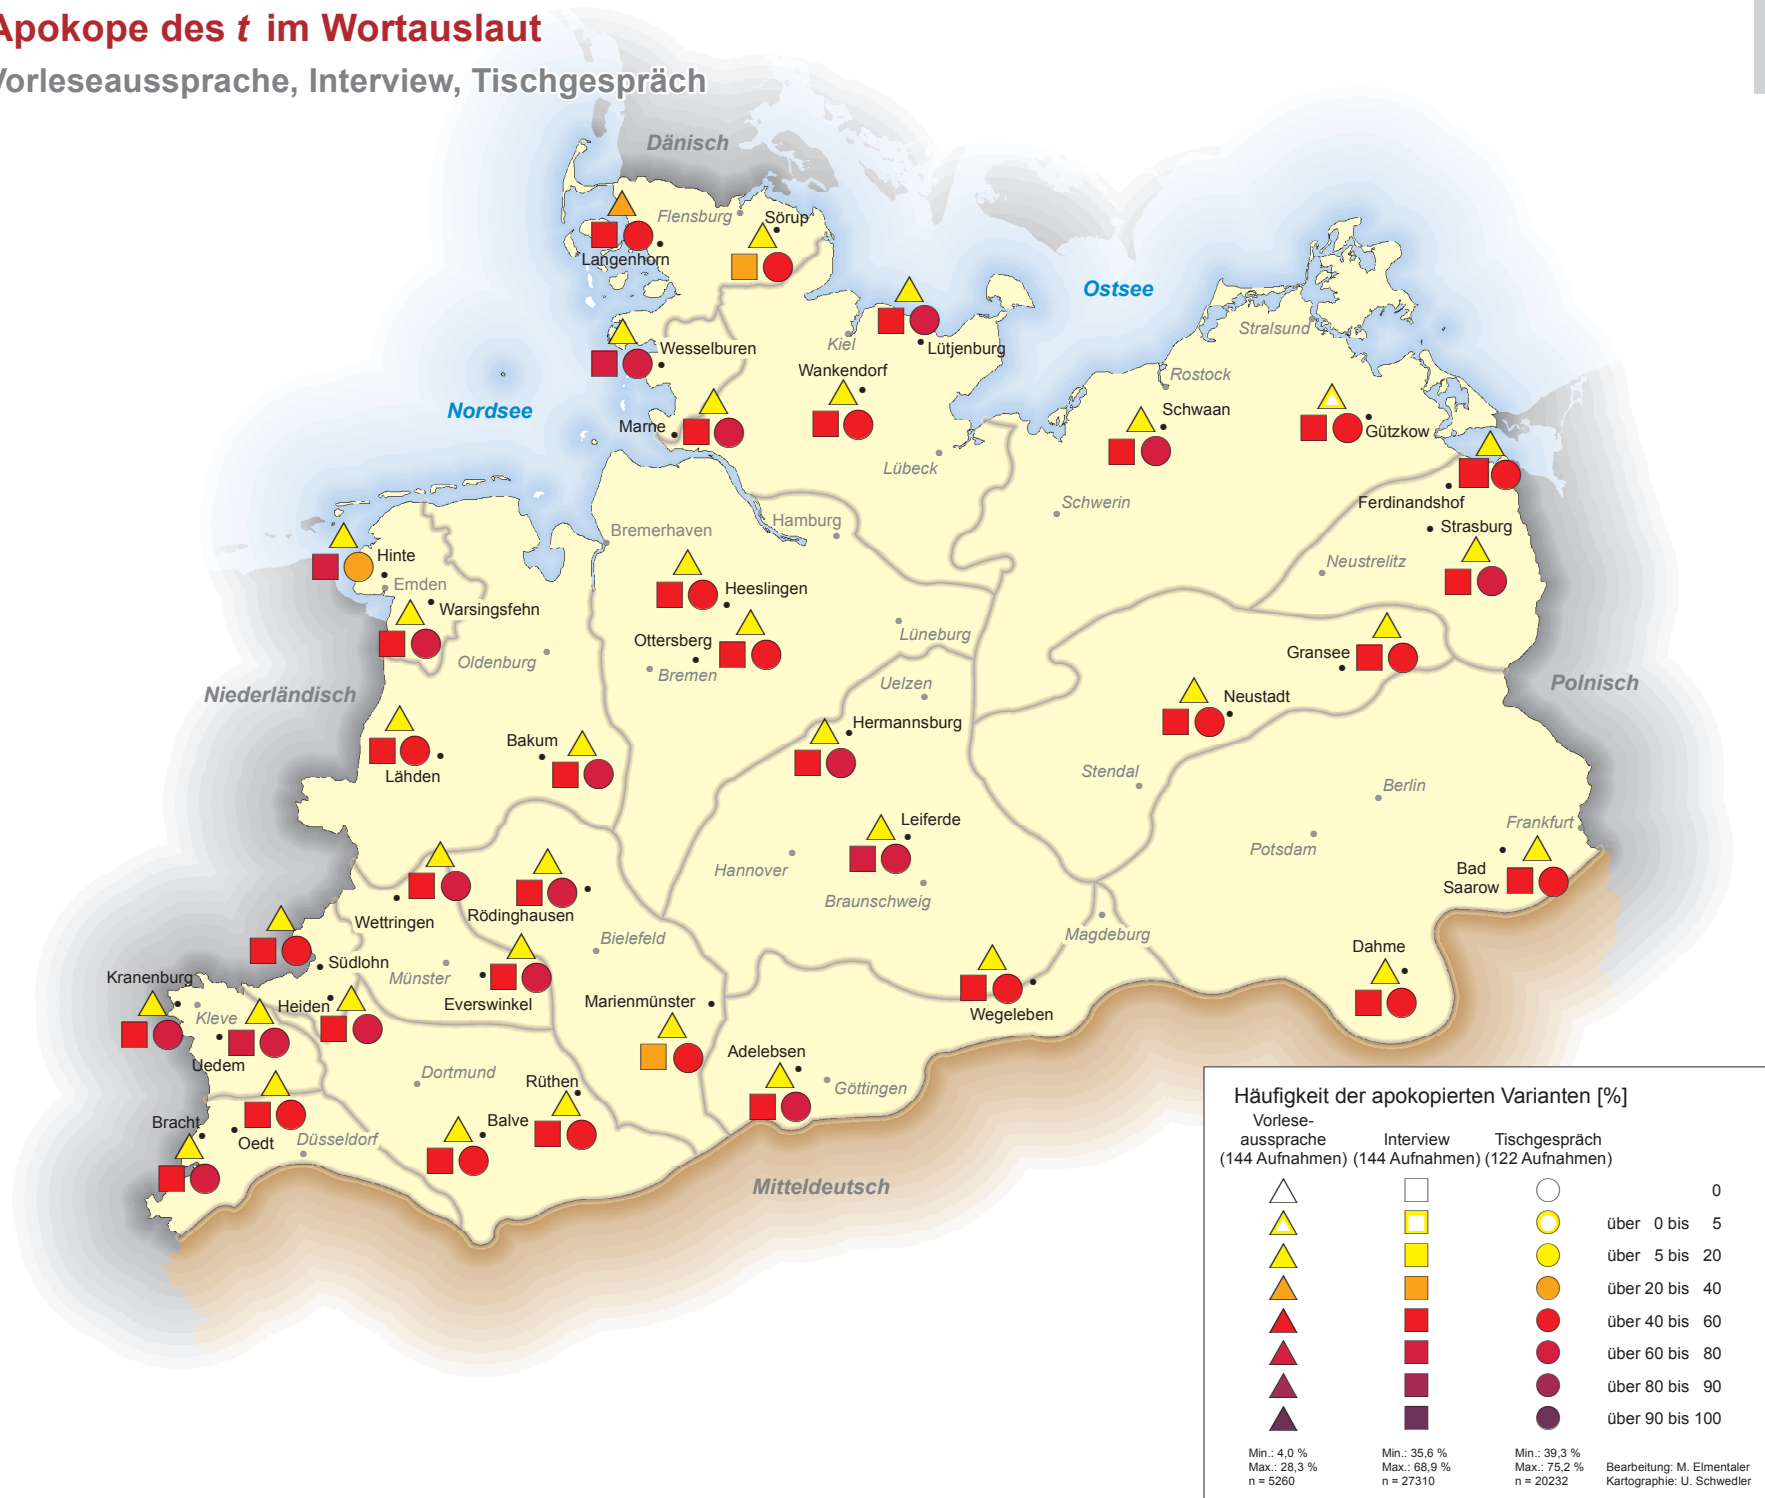 Apokope des t im Wortauslaut
Vorleseaussprache, Interview, Tischgespräch
Dänisch
Flensburg
Sörup
Langenhorn
Ostsee
Stralsund
Kiel
Lütjenburg
Wesselburen
Wankendorf
Rostock
Nordsee
Schwaan
Marne
Gützkow
Lübeck
Schwerin
Ferdinandshof
Hamburg
Bremerhaven
Strasburg
Hinte
Neustrelitz
Emden
Heeslingen
Warsingsfehn
Ottersberg
Lüneburg
Gransee
Oldenburg
Bremen
Uelzen
Niederländisch
Polnisch
Neustadt
Hermannsburg
Bakum
Lähden
Stendal
Berlin
Leiferde
Frankfurt
Hannover
Potsdam
Bad
Saarow
Braunschweig
Wettringen
Rödinghausen
Bielefeld
Magdeburg
Dahme
Südlohn
Münster
Kranenburg
Heiden
Everswinkel
Marienmünster
Wegeleben
Kleve
Uedem
Adelebsen
Dortmund
Rüthen
Göttingen
Bracht
Balve
Oedt
Düsseldorf
Mitteldeutsch
Häufigkeit der apokopierten Varianten [%]
Vorlese-
aussprache Interview Tischgespräch
(144 Aufnahmen) (144 Aufnahmen) (122 Aufnahmen)
0
über 0 bis 5
über 5 bis 20
über 20 bis 40
über 40 bis 60
über 60 bis 80
über 80 bis 90
über 90 bis 100
Min.: 4,0 % Min.: 35,6 % Min.: 39,3 %
Max.: 28,3 % Max.: 68,9 % Max.: 75,2 % Bearbeitung: M. Elmentaler
n = 5260 n = 27310 n = 20232 Kartographie: U. Schwedler